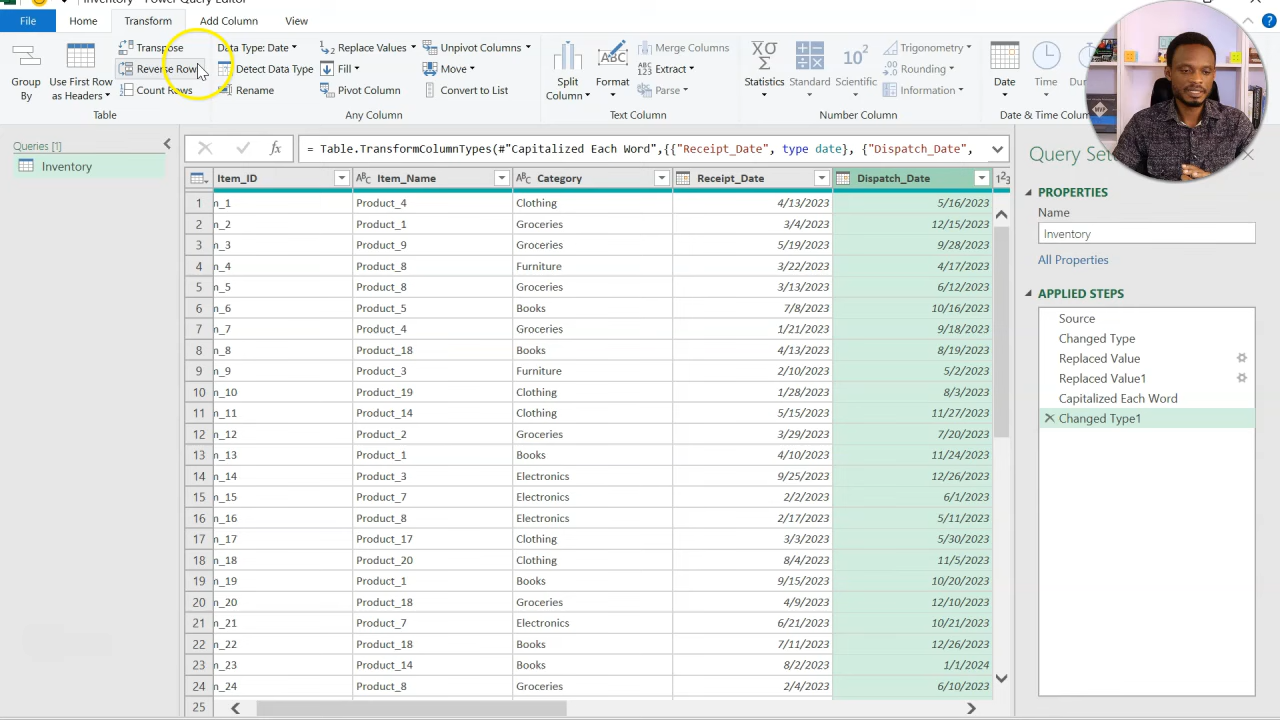 Inventory - Power Query Editor
File Home Transform Add Column View
Group By
Use First Row as Headers
Transpose
Reverse Rows
Count Rows
Table
Data Type: Date
Detect Data Type
Rename
Replace Values
Fill
Pivot Column
Unpivot Columns
Move
Convert to List
Any Column
Split Column
Format
ABC
Merge Columns
Extract
Parse
Text Column
Statistics
Standard
10²
Scientific
Trigonometry
Rounding
Information
Number Column
Date
Time
Date & Time Colum
Queries [1]
Inventory
fx
= Table.TransformColumnTypes(#"Capitalized Each Word",{{"Receipt_Date", type date}, {"Dispatch_Date",
Item_ID Item_Name Category Receipt_Date Dispatch_Date
1 n_1 Product_4 Clothing 4/13/2023 5/16/2023
2 n_2 Product_1 Groceries 3/4/2023 12/15/2023
3 n_3 Product_9 Groceries 5/19/2023 9/28/2023
4 n_4 Product_8 Furniture 3/22/2023 4/17/2023
5 n_5 Product_8 Groceries 3/13/2023 6/12/2023
6 n_6 Product_5 Books 7/8/2023 10/16/2023
7 n_7 Product_4 Groceries 1/21/2023 9/18/2023
8 n_8 Product_18 Books 4/13/2023 8/19/2023
9 n_9 Product_3 Furniture 2/10/2023 5/2/2023
10 n_10 Product_19 Clothing 1/28/2023 8/3/2023
11 n_11 Product_14 Clothing 5/15/2023 11/27/2023
12 n_12 Product_2 Groceries 3/29/2023 7/20/2023
13 n_13 Product_1 Books 4/10/2023 11/24/2023
14 n_14 Product_3 Electronics 9/25/2023 12/26/2023
15 n_15 Product_7 Electronics 2/2/2023 6/1/2023
16 n_16 Product_8 Electronics 2/17/2023 5/11/2023
17 n_17 Product_17 Clothing 3/3/2023 5/30/2023
18 n_18 Product_20 Clothing 8/4/2023 11/5/2023
19 n_19 Product_1 Books 9/15/2023 10/20/2023
20 n_20 Product_18 Groceries 4/9/2023 12/10/2023
21 n_21 Product_7 Electronics 6/21/2023 10/21/2023
22 n_22 Product_18 Books 7/11/2023 12/26/2023
23 n_23 Product_14 Books 8/2/2023 1/1/2024
24 n_24 Product_8 Groceries 2/4/2023 6/10/2023
25
PROPERTIES
Name
Inventory
All Properties
APPLIED STEPS
Source
Changed Type
Replaced Value
Replaced Value1
Capitalized Each Word
Changed Type1